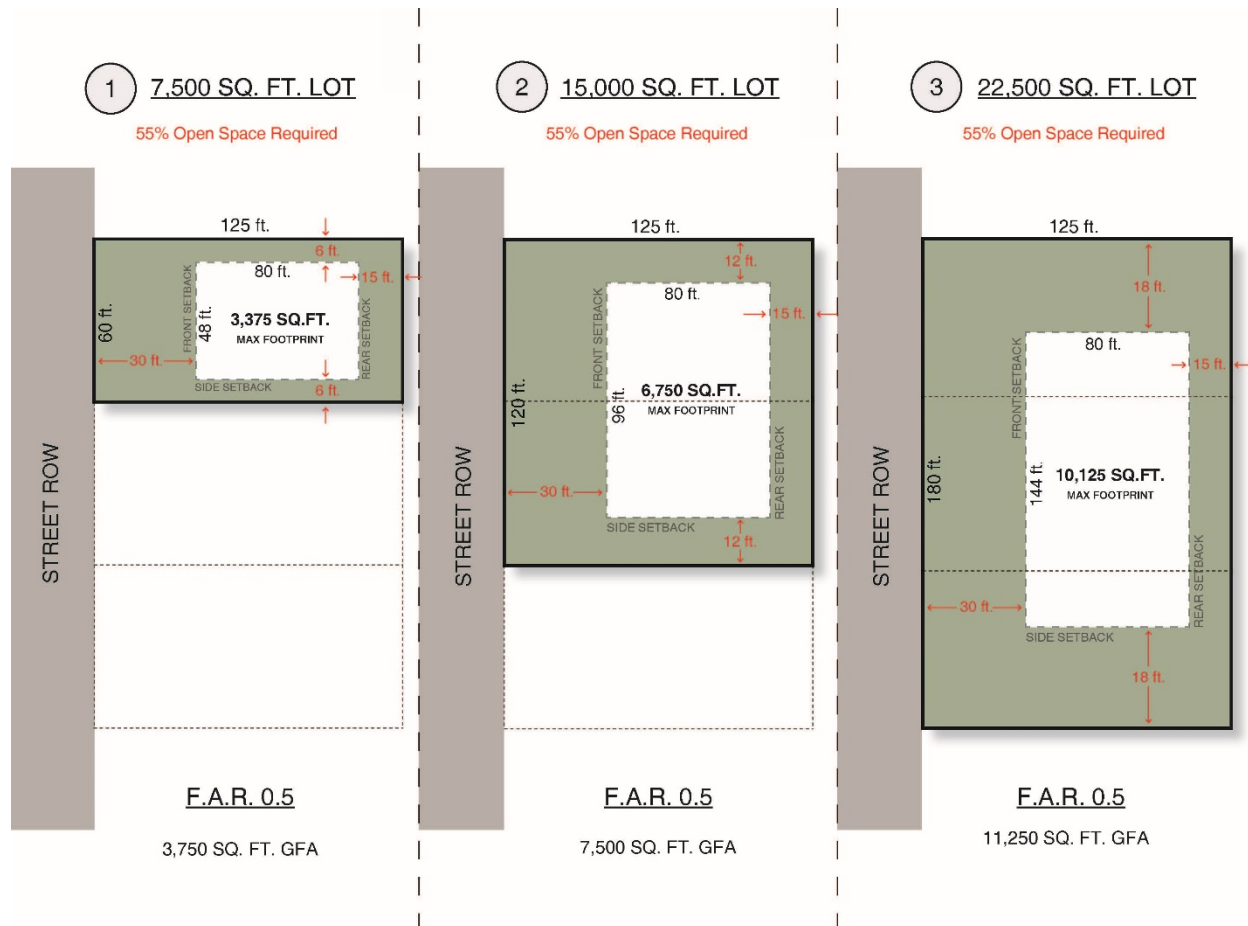 1
7,500 SQ. FT. LOT
55% Open Space Required
125 ft.
6 ft.
80 ft.
15 ft.
60 ft.
FRONT SETBACK
48 ft.
3,375 SQ.FT.
MAX FOOTPRINT
REAR SETBACK
30 ft.
SIDE SETBACK
6 ft.
STREET ROW
F.A.R. 0.5
3,750 SQ. FT. GFA
2
15,000 SQ. FT. LOT
55% Open Space Required
125 ft.
12 ft.
80 ft.
15 ft.
FRONT SETBACK
120 ft.
96 ft.
6,750 SQ.FT.
MAX FOOTPRINT
REAR SETBACK
30 ft.
SIDE SETBACK
12 ft.
STREET ROW
F.A.R. 0.5
7,500 SQ. FT. GFA
3
22,500 SQ. FT. LOT
55% Open Space Required
125 ft.
18 ft.
80 ft.
15 ft.
FRONT SETBACK
180 ft.
144 ft.
10,125 SQ.FT.
MAX FOOTPRINT
REAR SETBACK
30 ft.
SIDE SETBACK
18 ft.
STREET ROW
F.A.R. 0.5
11,250 SQ. FT. GFA